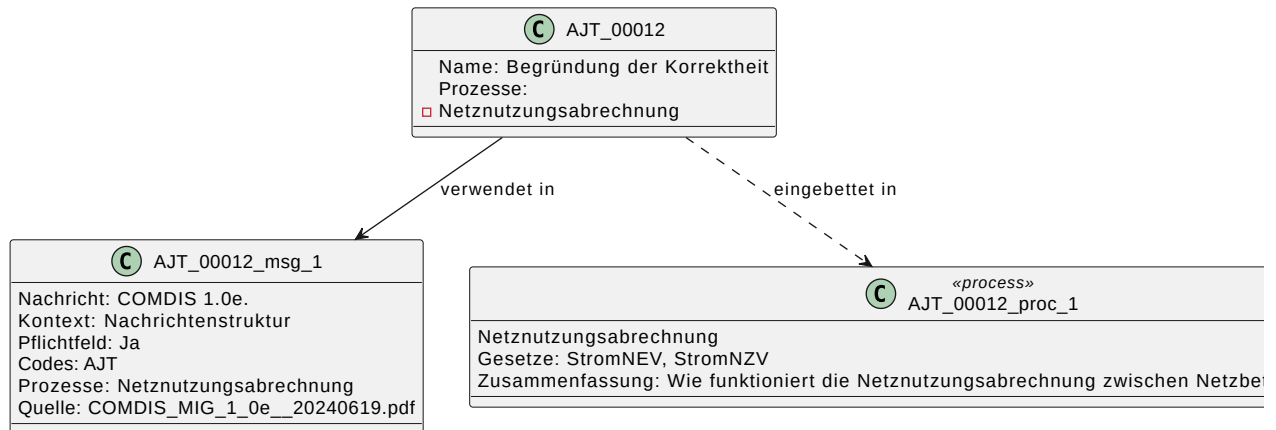 C AJT_00012
Name: Begründung der Korrektheit
Prozesse:
Netznutzungsabrechnung
verwendet in
eingebettet in
C AJT_00012_msg_1
Nachricht: COMDIS 1.0e.
Kontext: Nachrichtenstruktur
Pflichtfeld: Ja
Codes: AJT
Prozesse: Netznutzungsabrechnung
Quelle: COMDIS_MIG_1_0e__20240619.pdf
C «process»
AJT_00012_proc_1
Netznutzungsabrechnung
Gesetze: StromNEV, StromNZV
Zusammenfassung: Wie funktioniert die Netznutzungsabrechnung zwischen